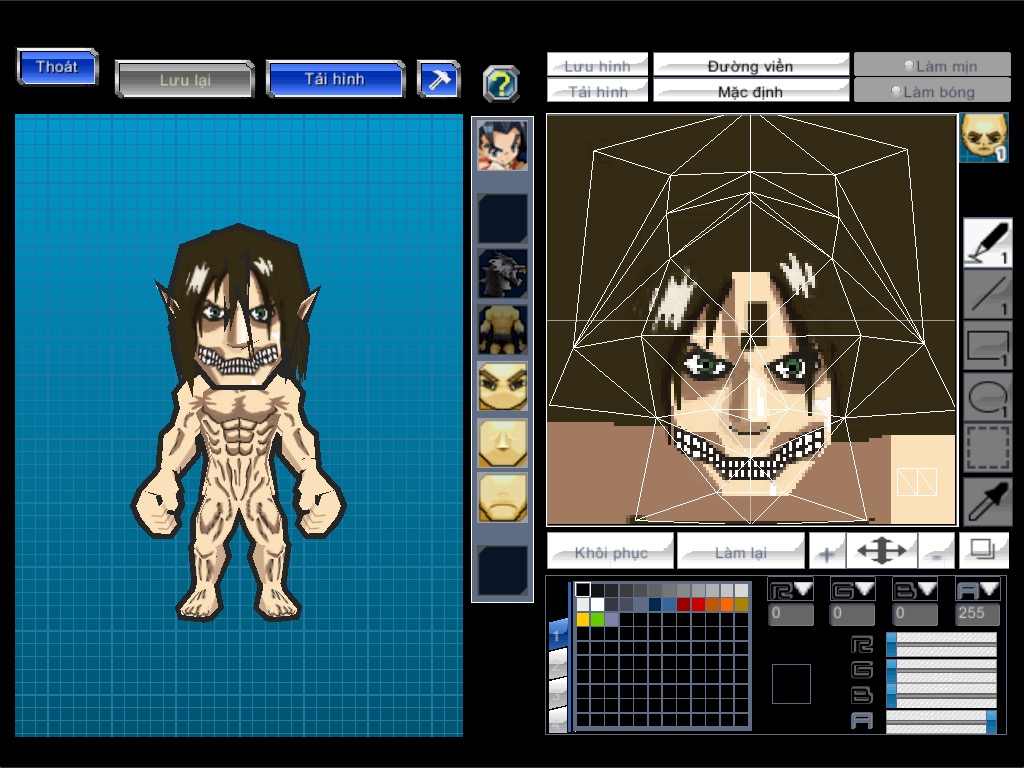 Thoát
Lưu lại
Tải hình
?
Lưu hình
Đường viền
Làm mịn
Tải hình
Mặc định
Làm bóng
1
1
1
1
1
Khôi phục
Làm lại
+
-
R G B A
0 0 0 255
1
R
G
B
A